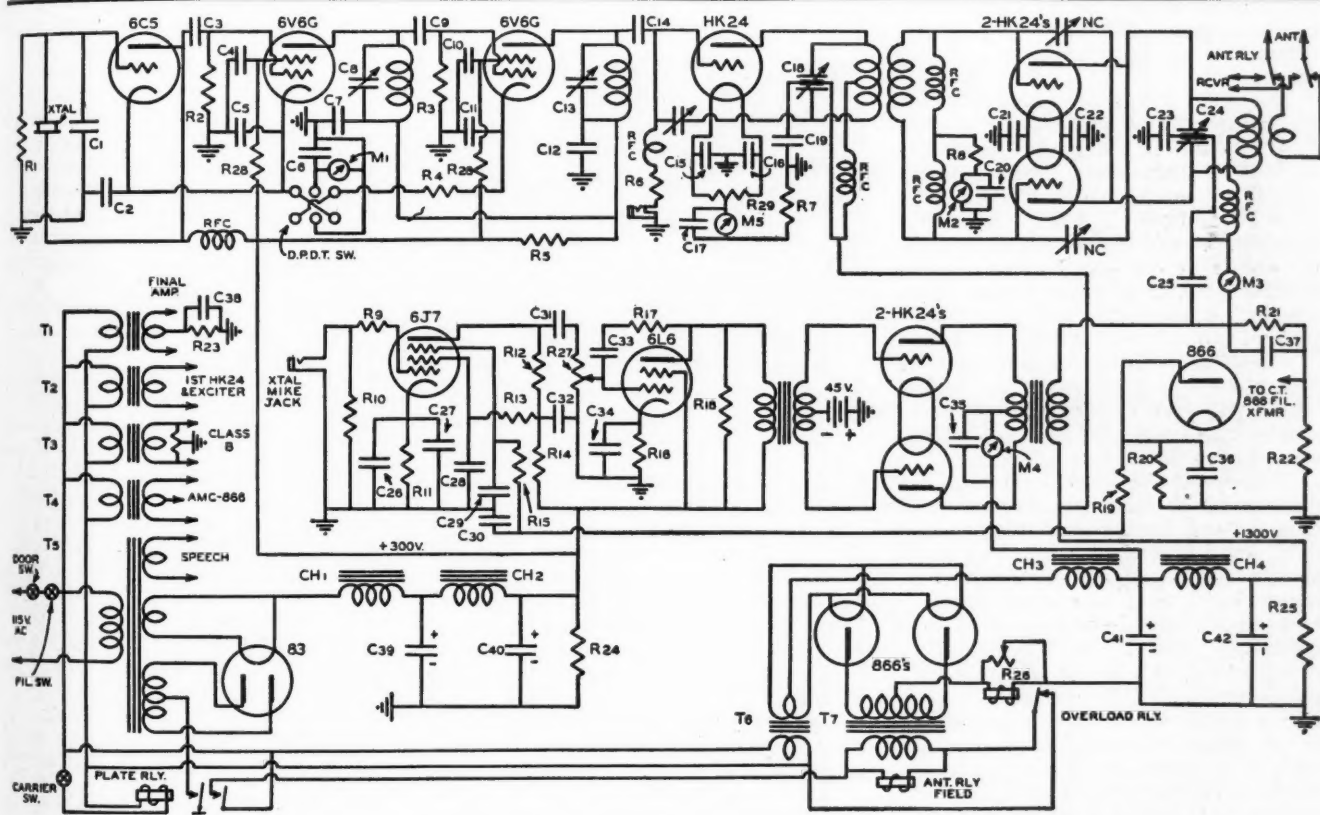 6C5
C3
6V6G
C9
6V6G
C14
HK24
2-HK24's
NC
ANT. RLY
ANT.
RCVR
XTAL
R1
C1
C2
R2
C4
C5
R28
C6
C7
C8
M1
R3
C10
C11
R4
R28
C13
C12
RFC
R6
C15
C16
R29
C17
M5
R7
C18
C19
RFC
RFC
RFC
R8
M2
C20
C21
C22
NC
C23
C24
RFC
RFC
D.P.D.T. SW.
R5
C25
M3
R21
C37
TO C.T.
866 FIL.
XFMR
R22
FINAL
AMP.
C38
R23
T1
T2
1ST HK24
& EXCITER
T3
CLASS
B
T4
AMC-866
T5
SPEECH
DOOR
SW.
115V.
AC
FIL. SW.
XTAL
MIKE
JACK
R9
6J7
R10
C26
R11
C27
C28
C29
C30
R15
R12
R13
R14
C31
R27
C32
C33
R17
6L6
C34
R16
R18
45 V.
- +
2-HK24's
C35
M4
866
R19
R20
C36
+300V.
+1300V
CH1
CH2
83
C39
+
-
C40
+
-
R24
866's
T6
T7
R26
OVERLOAD RLY.
CH3
CH4
C41
+
-
C42
+
-
R25
CARRIER
SW.
PLATE RLY.
ANT. RLY
FIELD